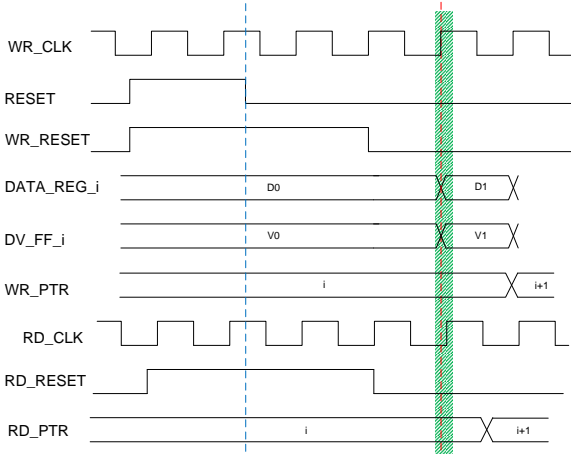 WR_CLK
RESET
WR_RESET
DATA_REG_i D0 D1
DV_FF_i V0 V1
WR_PTR i i+1
RD_CLK
RD_RESET
RD_PTR i i+1